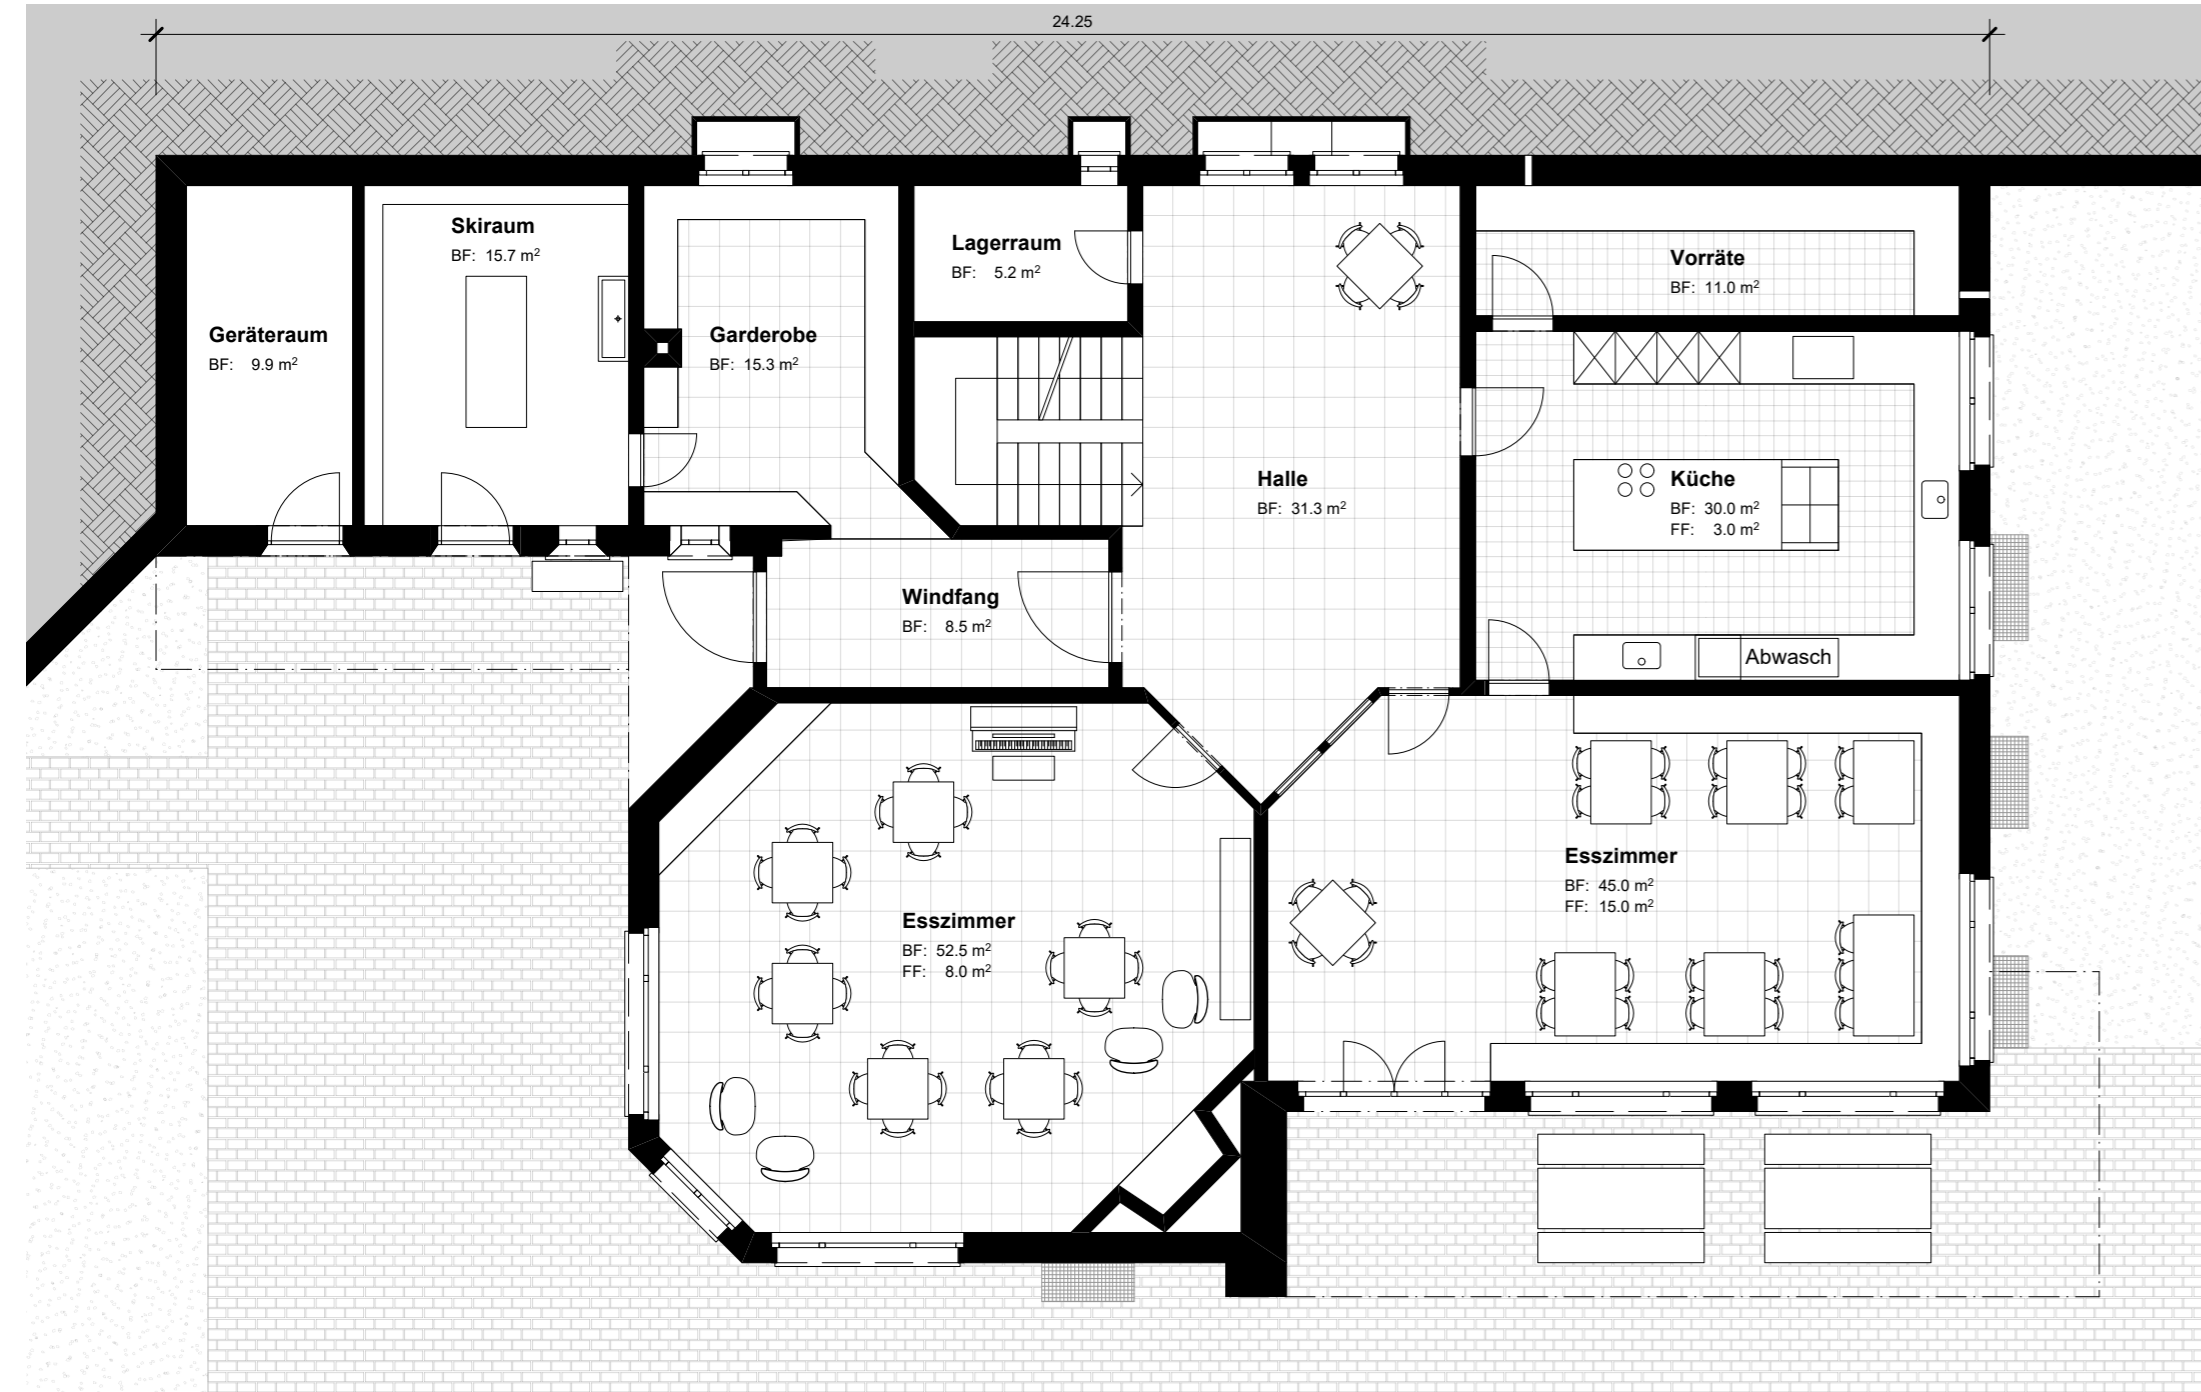 24.25
Skiraum
BF: 15.7 m²
Lagerraum
BF: 5.2 m²
Vorräte
BF: 11.0 m²
Geräteraum
BF: 9.9 m²
Garderobe
BF: 15.3 m²
Halle
BF: 31.3 m²
Küche
BF: 30.0 m²
FF: 3.0 m²
Windfang
BF: 8.5 m²
Abwasch
Esszimmer
BF: 45.0 m²
FF: 15.0 m²
Esszimmer
BF: 52.5 m²
FF: 8.0 m²